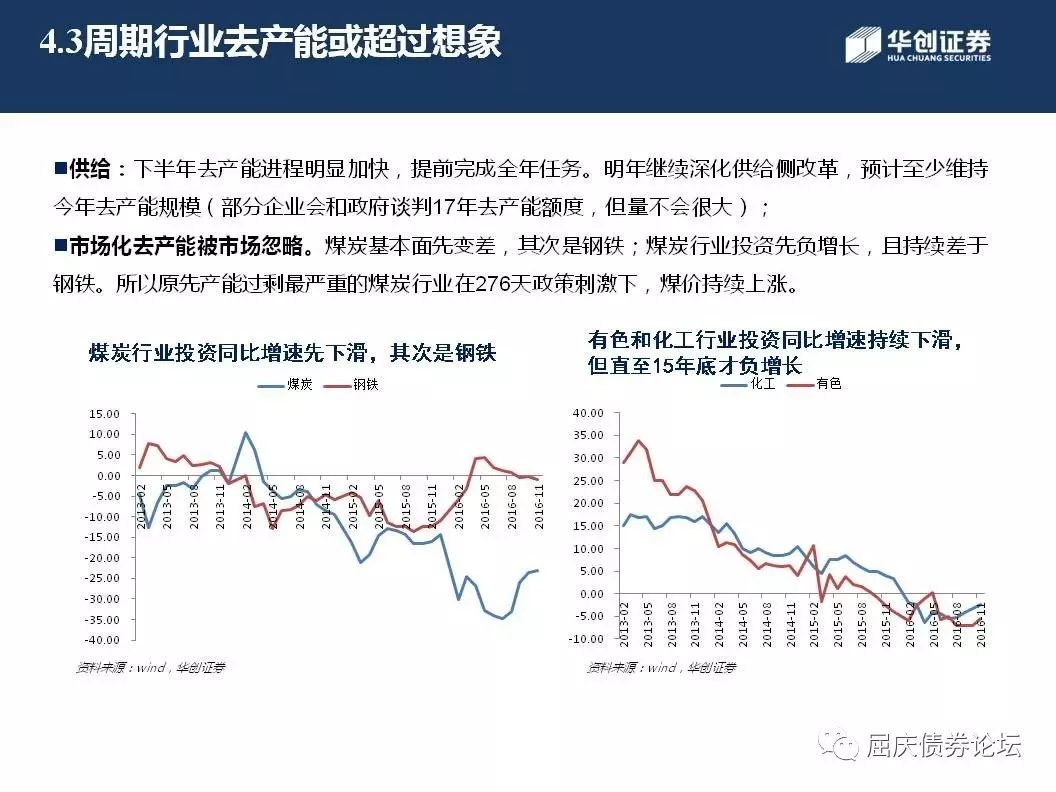 4.3周期行业去产能或超过想象
华创证券
HUA CHUANG SECURITIES
■供给：下半年去产能进程明显加快，提前完成全年任务。明年继续深化供给侧改革，预计至少维持
今年去产能规模（部分企业会和政府谈判17年去产能额度，但量不会很大）；
■市场化去产能被市场忽略。煤炭基本面先变差，其次是钢铁；煤炭行业投资先负增长，且持续差于
钢铁。所以原先产能过剩最严重的煤炭行业在276天政策刺激下，煤价持续上涨。
煤炭行业投资同比增速先下滑，其次是钢铁
煤炭 钢铁
15.00
10.00
5.00
0.00
-5.00
-10.00
-15.00
-20.00
-25.00
-30.00
-35.00
-40.00
2013-02 2013-05 2013-08 2013-11 2014-02 2014-05 2014-08 2014-11 2015-02 2015-05 2015-08 2015-11 2016-02 2016-05 2016-08 2016-11
资料来源：wind，华创证券
有色和化工行业投资同比增速持续下滑，
但直至15年底才负增长
化工 有色
40.00
35.00
30.00
25.00
20.00
15.00
10.00
5.00
0.00
-5.00
-10.00
2013-02 2013-05 2013-08 2013-11 2014-02 2014-05 2014-08 2014-11 2015-02 2015-05 2015-08 2015-11 2016-02 2016-05 2016-08 2016-11
资料来源：wind，华创证券
屈庆债券论坛